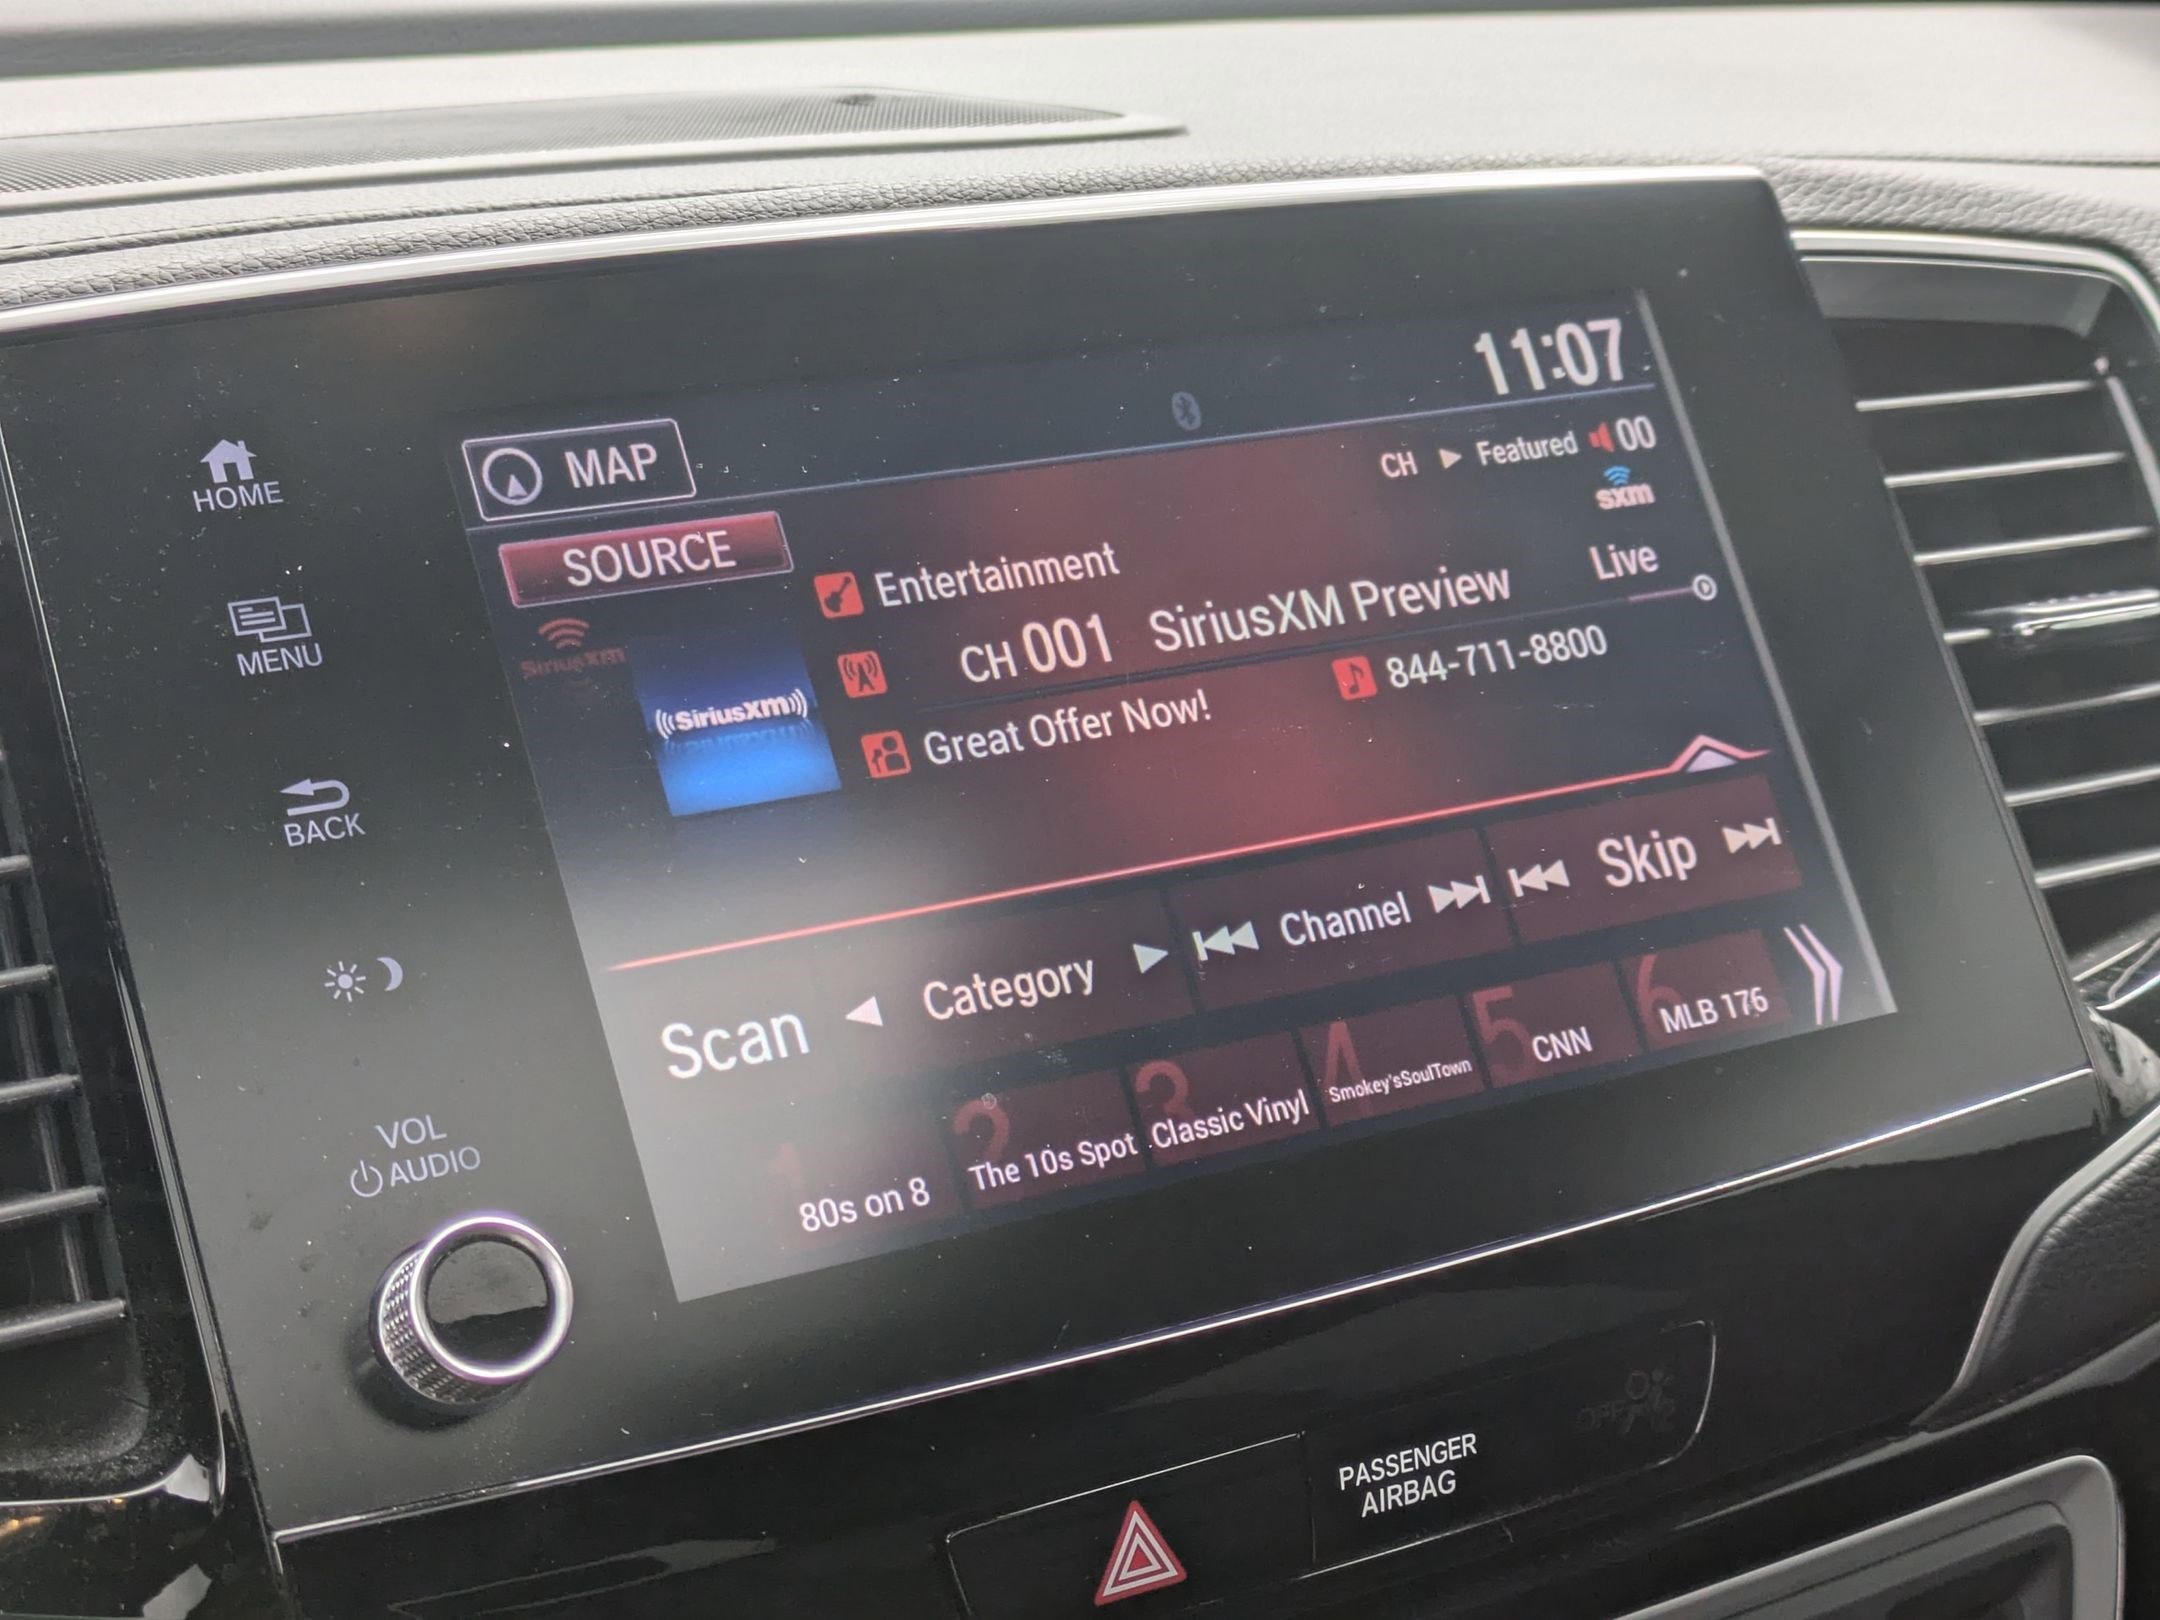 11:07
HOME
MAP
CH ▶ Featured 00
sxm
SOURCE
Entertainment
Live
SiriusXM
CH 001 SiriusXM Preview
MENU
((SiriusXM))
844-711-8800
Great Offer Now!
BACK
Scan ◀ Category ▶ Channel Skip
1 2 3 4 5 6
80s on 8 The 10s Spot Classic Vinyl Smokey'sSoulTown CNN MLB 176
VOL
AUDIO
PASSENGER
AIRBAG
OFF